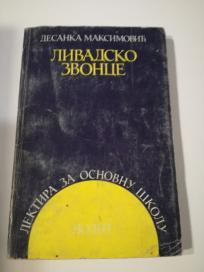 ДЕСАНКА МАКСИМОВИЋ
ЛИВАДСКО
ЗВОНЦЕ
ЛЕКТИРА ЗА ОСНОВНУ ШКОЛУ